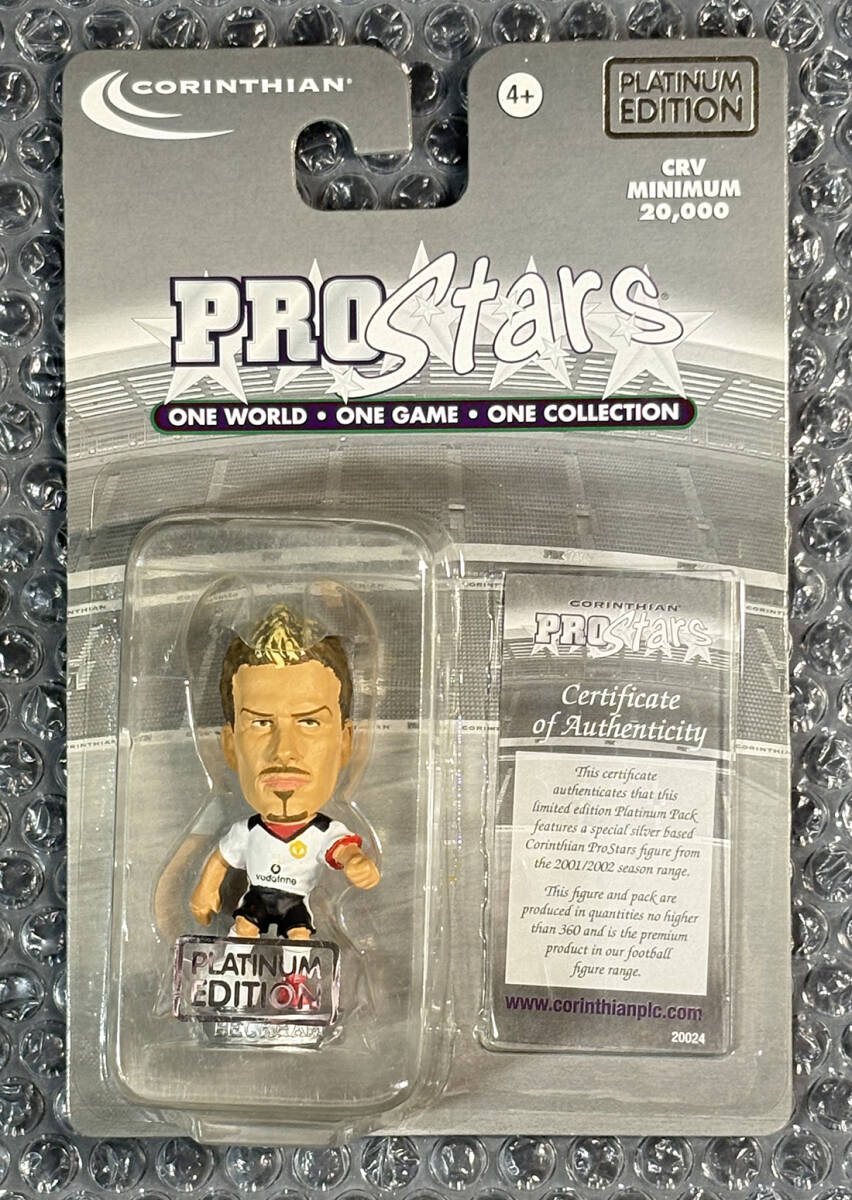 CORINTHIAN
4+
PLATINUM
EDITION
CRV
MINIMUM
20,000
PROStars
ONE WORLD • ONE GAME • ONE COLLECTION
CORINTHIAN
PROStars
Certificate
of Authenticity
This certificate
authenticates that this
limited edition Platinum Pack
features a special silver based
Corinthian ProStars figure from
the 2001/2002 season range.
This figure and pack are
produced in quantities no higher
than 360 and is the premium
product in our football
figure range.
www.corinthianplc.com
20024
vodafone
PLATINUM
EDITION
BECKHAM